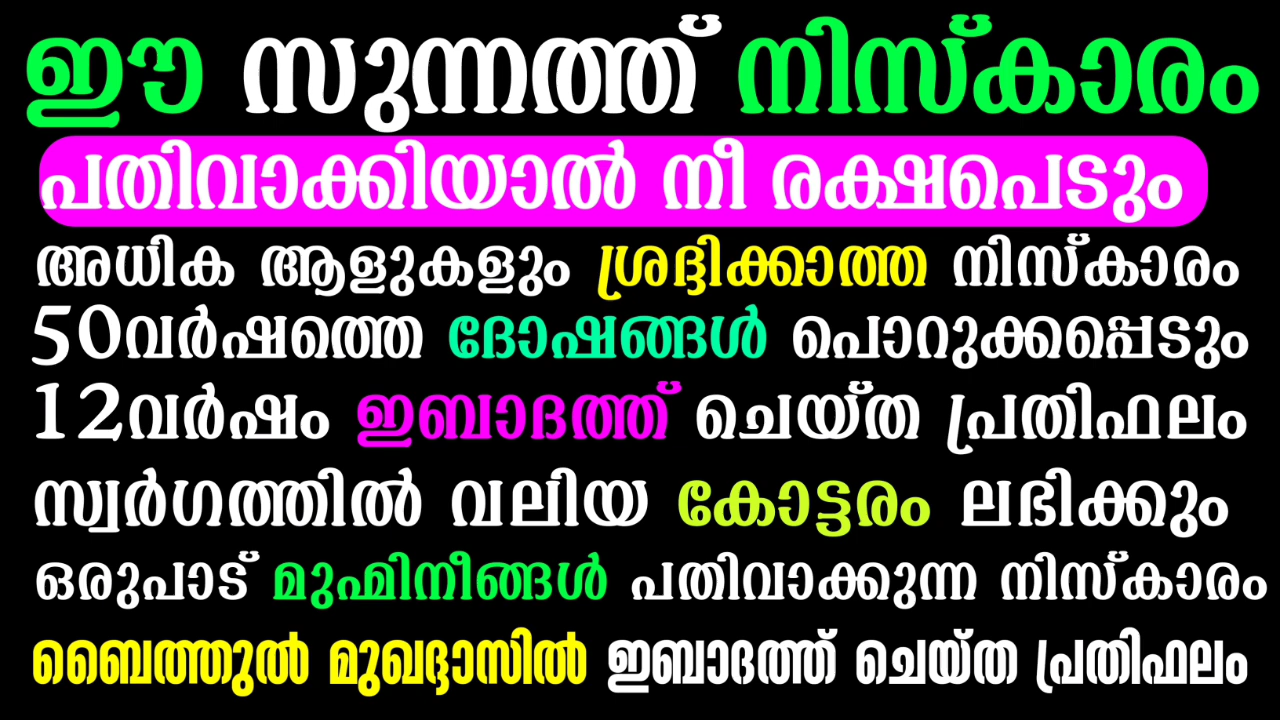 ഈ സുന്നത്ത് നിസ്കാരം
പതിവാക്കിയാൽ നീ രക്ഷപെടും
അധിക ആളുകളും ശ്രദ്ദിക്കാത്ത നിസ്കാരം
50വർഷത്തെ ദോഷങ്ങൾ പൊറുക്കപ്പെടും
12വർഷം ഇബാദത്ത് ചെയ്ത പ്രതിഫലം
സ്വർഗത്തിൽ വലിയ കോട്ടരം ലഭിക്കും
ഒരുപാട് മുഹ്മിനീങ്ങൾ പതിവാക്കുന്ന നിസ്കാരം
ബൈത്തുൽ മുഖദ്ദാസിൽ ഇബാദത്ത് ചെയ്ത പ്രതിഫലം